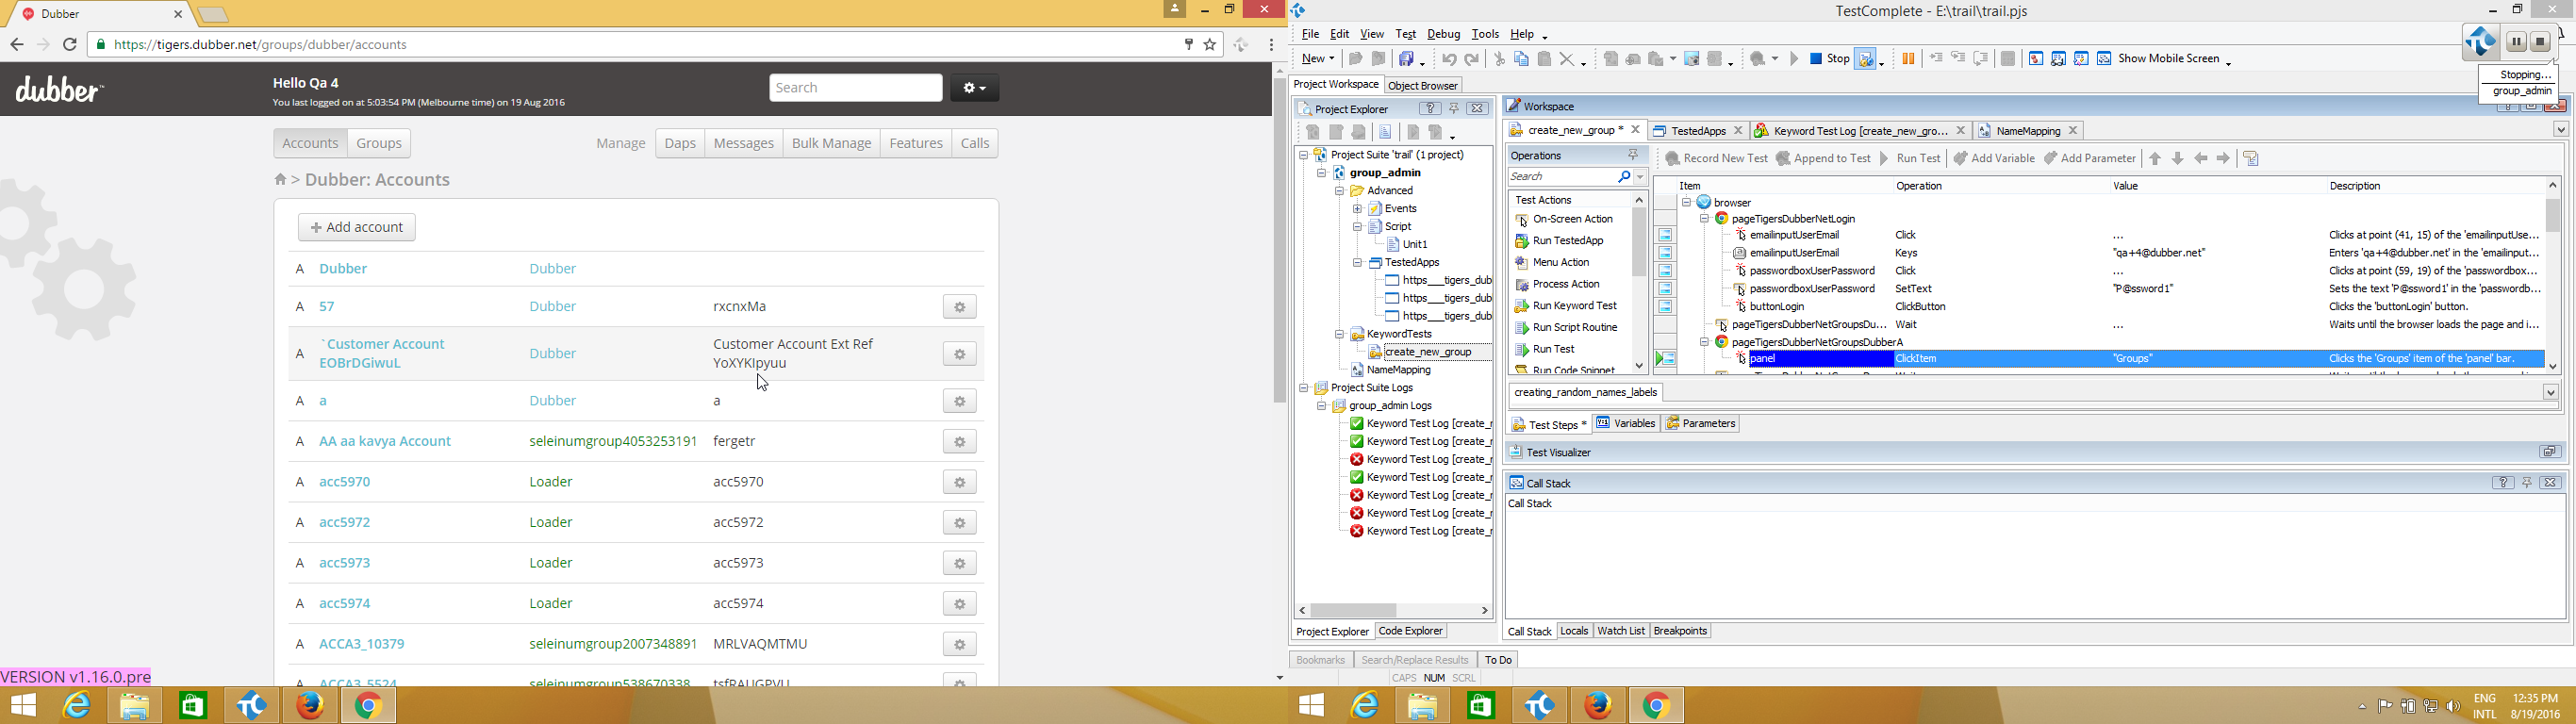 Dubber
https://tigers.dubber.net/groups/dubber/accounts
dubber™
Hello Qa 4
You last logged on at 5:03:54 PM (Melbourne time) on 19 Aug 2016
Search
Accounts
Groups
Manage
Daps
Messages
Bulk Manage
Features
Calls
> Dubber: Accounts
+ Add account
A Dubber Dubber
A 57 Dubber rxcnxMa
A `Customer Account EOBrDGiwuL Dubber Customer Account Ext Ref YoXYKIpyuu
A a Dubber a
A AA aa kavya Account seleinumgroup4053253191 fergetr
A acc5970 Loader acc5970
A acc5972 Loader acc5972
A acc5973 Loader acc5973
A acc5974 Loader acc5974
A ACCA3_10379 seleinumgroup2007348891 MRLVAQMTMU
A ACCA3_5524 seleinumgroup538670338 tsfRAUGPVU
VERSION v1.16.0.pre
TestComplete - E:\trail\trail.pjs
File Edit View Test Debug Tools Help
New
Stop
Show Mobile Screen
Stopping...
group_admin
Project Workspace
Object Browser
Project Explorer
Project Suite 'trail' (1 project)
group_admin
Advanced
Events
Script
Unit1
TestedApps
https___tigers_dub
https___tigers_dub
https___tigers_dub
KeywordTests
create_new_group
NameMapping
Project Suite Logs
group_admin Logs
Keyword Test Log [create_r
Keyword Test Log [create_r
Keyword Test Log [create_r
Keyword Test Log [create_r
Keyword Test Log [create_r
Keyword Test Log [create_r
Keyword Test Log [create_r
Project Explorer
Code Explorer
Workspace
create_new_group *
TestedApps
Keyword Test Log [create_new_gro...
NameMapping
Operations
Search
Test Actions
On-Screen Action
Run TestedApp
Menu Action
Process Action
Run Keyword Test
Run Script Routine
Run Test
Run Code Snippet
Record New Test
Append to Test
Run Test
Add Variable
Add Parameter
Item Operation Value Description
browser
pageTigersDubberNetLogin
emailinputUserEmail Click ... Clicks at point (41, 15) of the 'emailinputUse...
emailinputUserEmail Keys "qa+4@dubber.net" Enters 'qa+4@dubber.net' in the 'emailinput...
passwordboxUserPassword Click ... Clicks at point (59, 19) of the 'passwordbox...
passwordboxUserPassword SetText "P@ssword1" Sets the text 'P@ssword1' in the 'passwordb...
buttonLogin ClickButton Clicks the 'buttonLogin' button.
pageTigersDubberNetGroupsDu... Wait ... Waits until the browser loads the page and i...
pageTigersDubberNetGroupsDubberA
panel ClickItem "Groups" Clicks the 'Groups' item of the 'panel' bar.
creating_random_names_labels
Test Steps *
Variables
Parameters
Test Visualizer
Call Stack
Call Stack
Call Stack
Locals
Watch List
Breakpoints
Bookmarks
Search/Replace Results
To Do
CAPS NUM SCRL
ENG
INTL
12:35 PM
8/19/2016